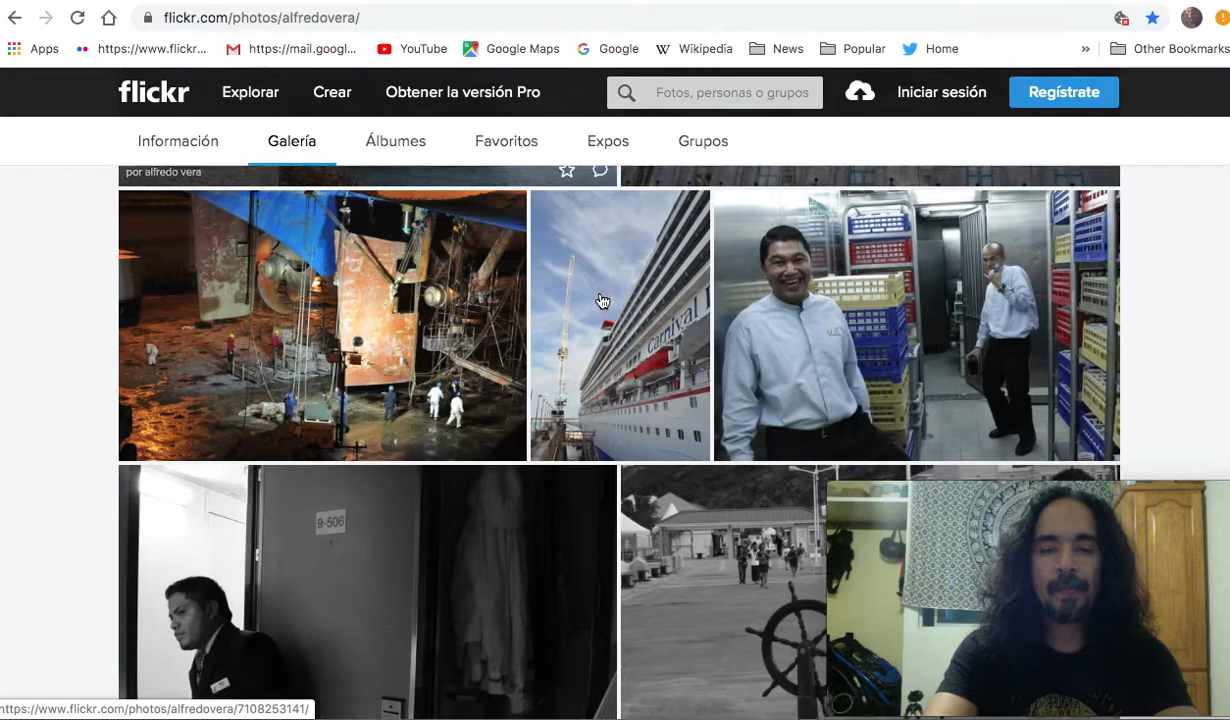 flickr.com/photos/alfredovera/
Apps https://www.flickr... https://mail.googl... YouTube Google Maps Google Wikipedia News Popular Home » Other Bookmarks
flickr Explorar Crear Obtener la versión Pro Fotos, personas o grupos Iniciar sesión Regístrate
Información Galería Álbumes Favoritos Expos Grupos
por alfredo vera
Carnival
9-506
https://www.flickr.com/photos/alfredovera/7108253141/